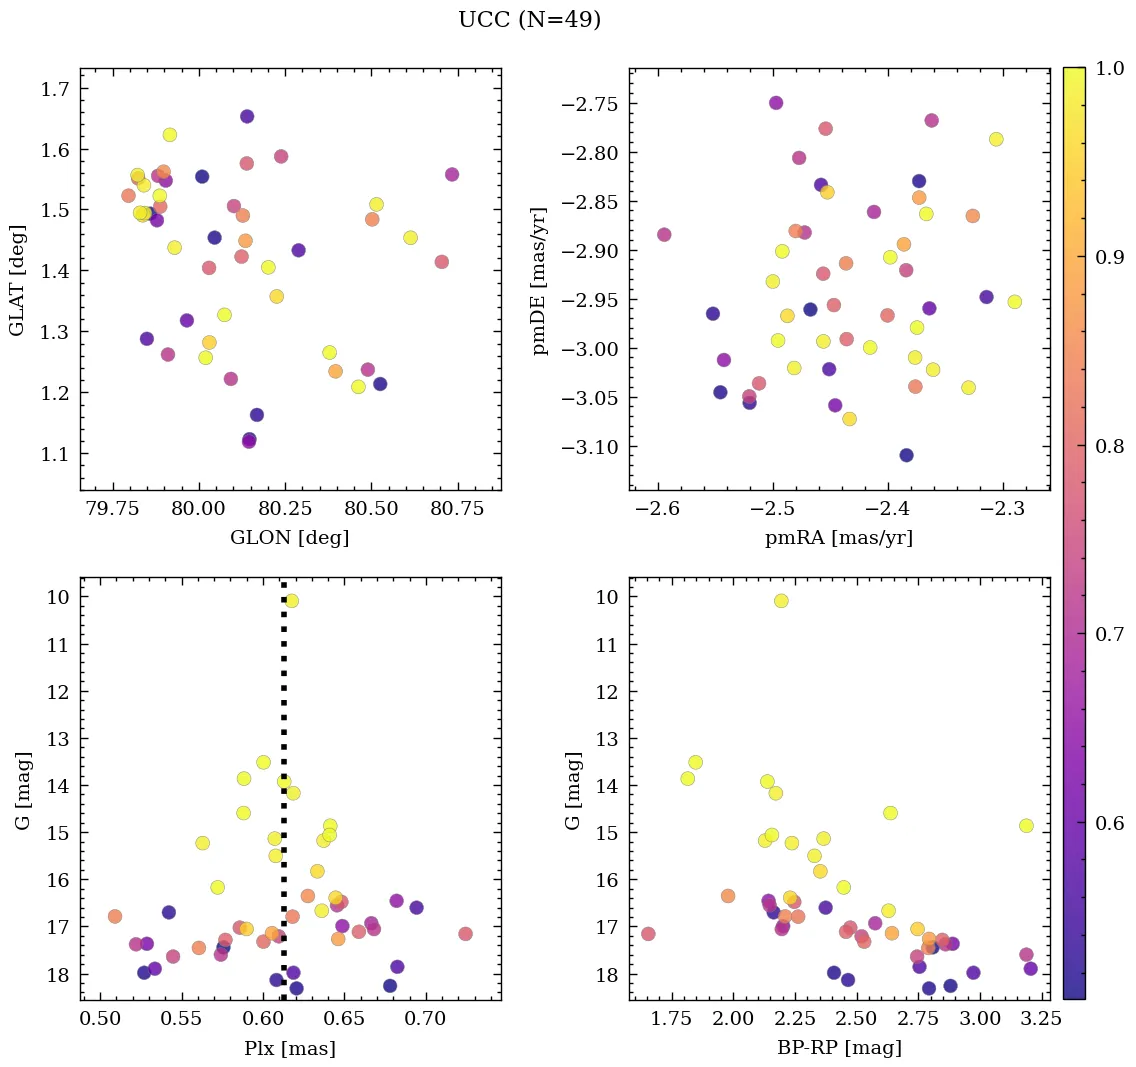 UCC (N=49)
1.7
1.6
1.5
1.4
1.3
1.2
1.1
GLAT [deg]
79.75 80.00 80.25 80.50 80.75
GLON [deg]
−2.75
−2.80
−2.85
−2.90
−2.95
−3.00
−3.05
−3.10
pmDE [mas/yr]
−2.6 −2.5 −2.4 −2.3
pmRA [mas/yr]
1.0
0.9
0.8
0.7
0.6
10
11
12
13
14
15
16
17
18
G [mag]
0.50 0.55 0.60 0.65 0.70
Plx [mas]
10
11
12
13
14
15
16
17
18
G [mag]
1.75 2.00 2.25 2.50 2.75 3.00 3.25
BP-RP [mag]